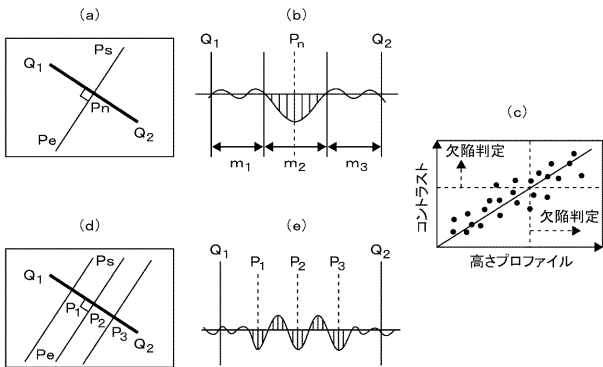 (a)
Q1
Ps
Pn
Pe
Q2
(b)
Q1
Pn
Q2
m1
m2
m3
(c)
コントラスト
欠陥判定
欠陥判定
高さプロファイル
(d)
Q1
Ps
P1
P2
P3
Pe
Q2
(e)
Q1
P1
P2
P3
Q2